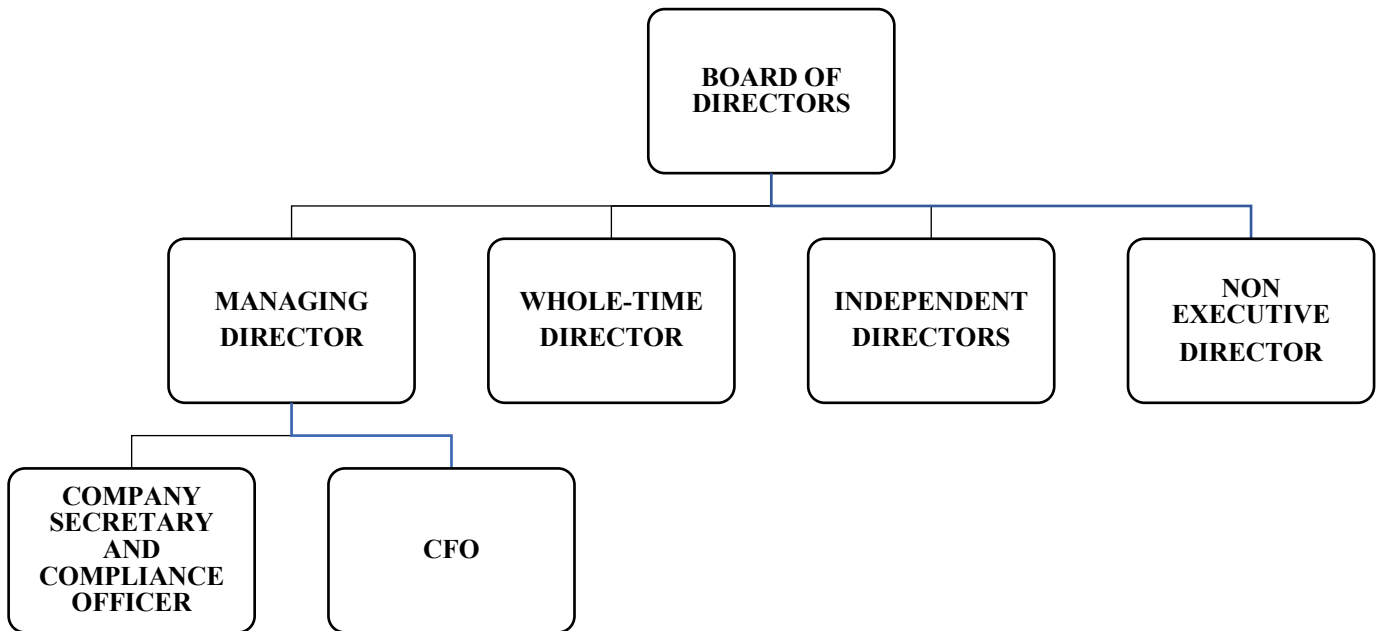 BOARD OF
DIRECTORS
MANAGING
DIRECTOR
WHOLE-TIME
DIRECTOR
INDEPENDENT
DIRECTORS
NON
EXECUTIVE
DIRECTOR
COMPANY
SECRETARY
AND
COMPLIANCE
OFFICER
CFO